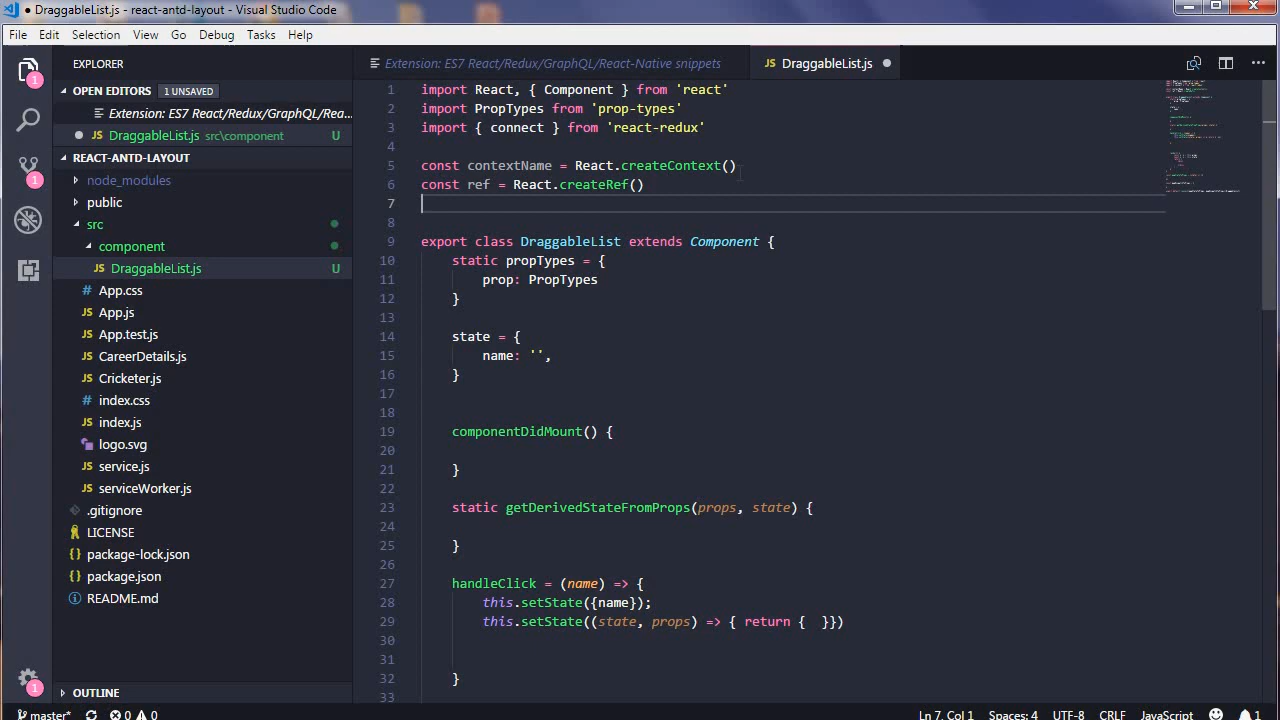 ● DraggableList.js - react-antd-layout - Visual Studio Code
File Edit Selection View Go Debug Tasks Help
EXPLORER
OPEN EDITORS 1 UNSAVED
Extension: ES7 React/Redux/GraphQL/Rea...
● JS DraggableList.js src\component U
REACT-ANTD-LAYOUT
node_modules
public
src
component
JS DraggableList.js U
# App.css
JS App.js
JS App.test.js
JS CareerDetails.js
JS Cricketer.js
# index.css
JS index.js
logo.svg
JS service.js
JS serviceWorker.js
.gitignore
LICENSE
{} package-lock.json
{} package.json
README.md
OUTLINE
1
1
1
Extension: ES7 React/Redux/GraphQL/React-Native snippets
JS DraggableList.js ●
1 import React, { Component } from 'react'
2 import PropTypes from 'prop-types'
3 import { connect } from 'react-redux'
4
5 const contextName = React.createContext()
6 const ref = React.createRef()
7
8
9 export class DraggableList extends Component {
10 static propTypes = {
11 prop: PropTypes
12 }
13
14 state = {
15 name: '',
16 }
17
18
19 componentDidMount() {
20
21 }
22
23 static getDerivedStateFromProps(props, state) {
24
25 }
26
27 handleClick = (name) => {
28 this.setState({name});
29 this.setState((state, props) => { return {  }})
30
31
32 }
33
master* 0 0 Ln 7, Col 1 Spaces: 4 UTF-8 CRLF JavaScript 1